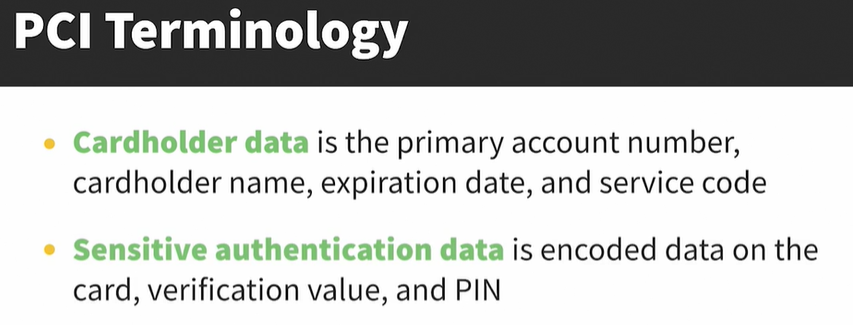 PCI Terminology
• Cardholder data is the primary account number,
cardholder name, expiration date, and service code
• Sensitive authentication data is encoded data on the
card, verification value, and PIN